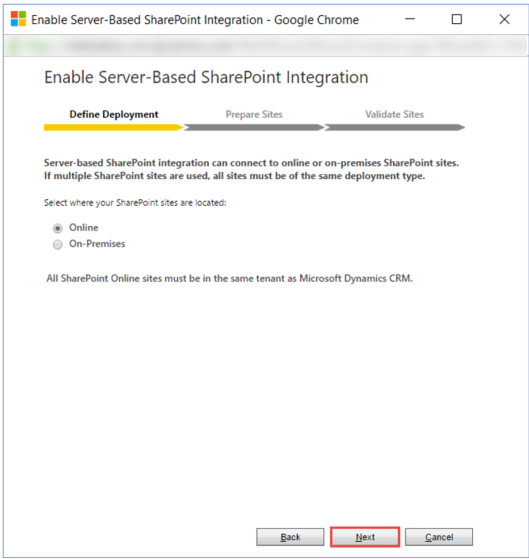 Enable Server-Based SharePoint Integration - Google Chrome
Enable Server-Based SharePoint Integration
Define Deployment Prepare Sites Validate Sites
Server-based SharePoint integration can connect to online or on-premises SharePoint sites.
If multiple SharePoint sites are used, all sites must be of the same deployment type.
Select where your SharePoint sites are located:
Online
On-Premises
All SharePoint Online sites must be in the same tenant as Microsoft Dynamics CRM.
Back Next Cancel